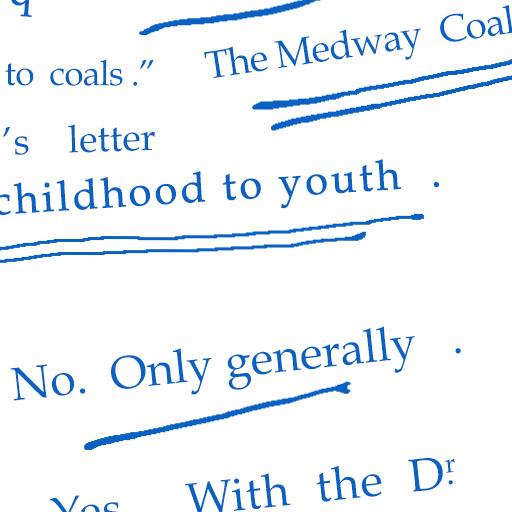 to coals.” The Medway Coal
’s letter
childhood to youth .
No. Only generally .
Yes With the Dr.